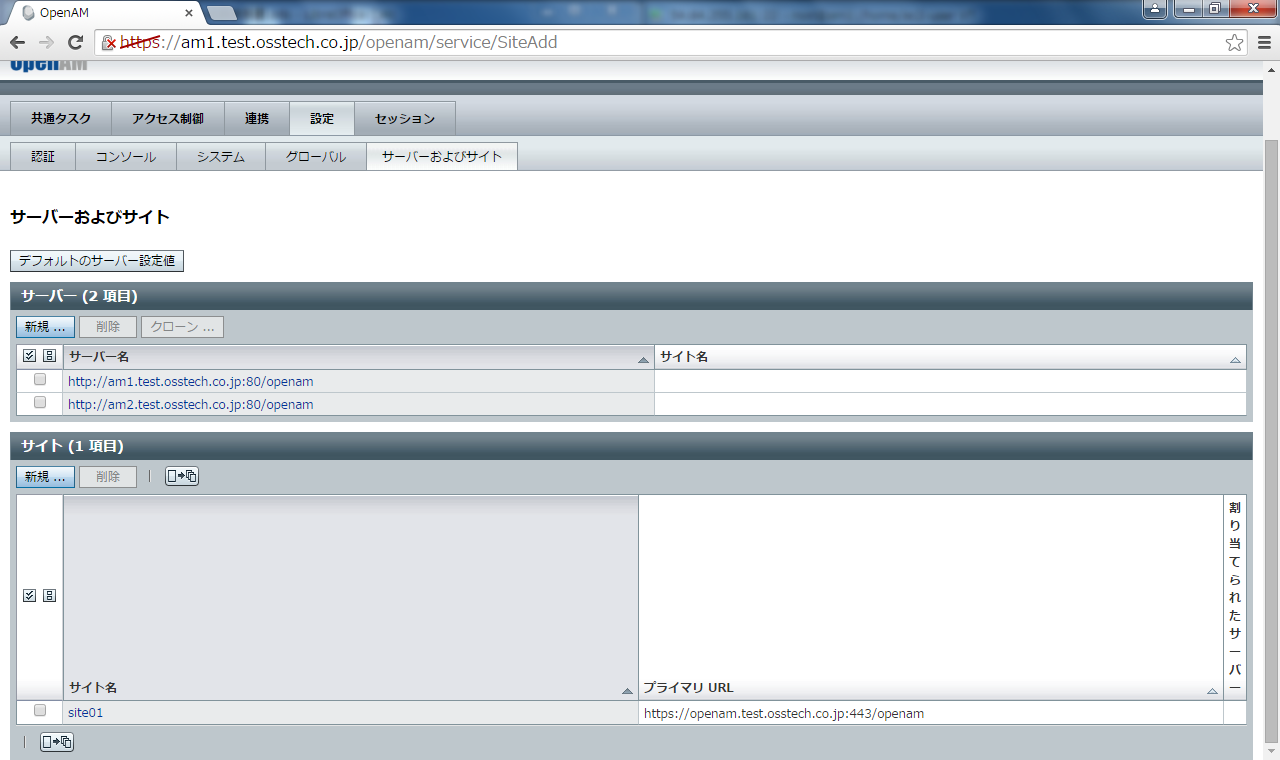 OpenAM
https://am1.test.osstech.co.jp/openam/service/SiteAdd
OpenAM
共通タスク アクセス制御 連携 設定 セッション
認証 コンソール システム グローバル サーバーおよびサイト
サーバーおよびサイト
デフォルトのサーバー設定値
サーバー (2 項目)
新規 ... 削除 クローン ...
サーバー名 サイト名
http://am1.test.osstech.co.jp:80/openam
http://am2.test.osstech.co.jp:80/openam
サイト (1 項目)
新規 ... 削除
サイト名 プライマリ URL 割り当てられたサーバー
site01 https://openam.test.osstech.co.jp:443/openam